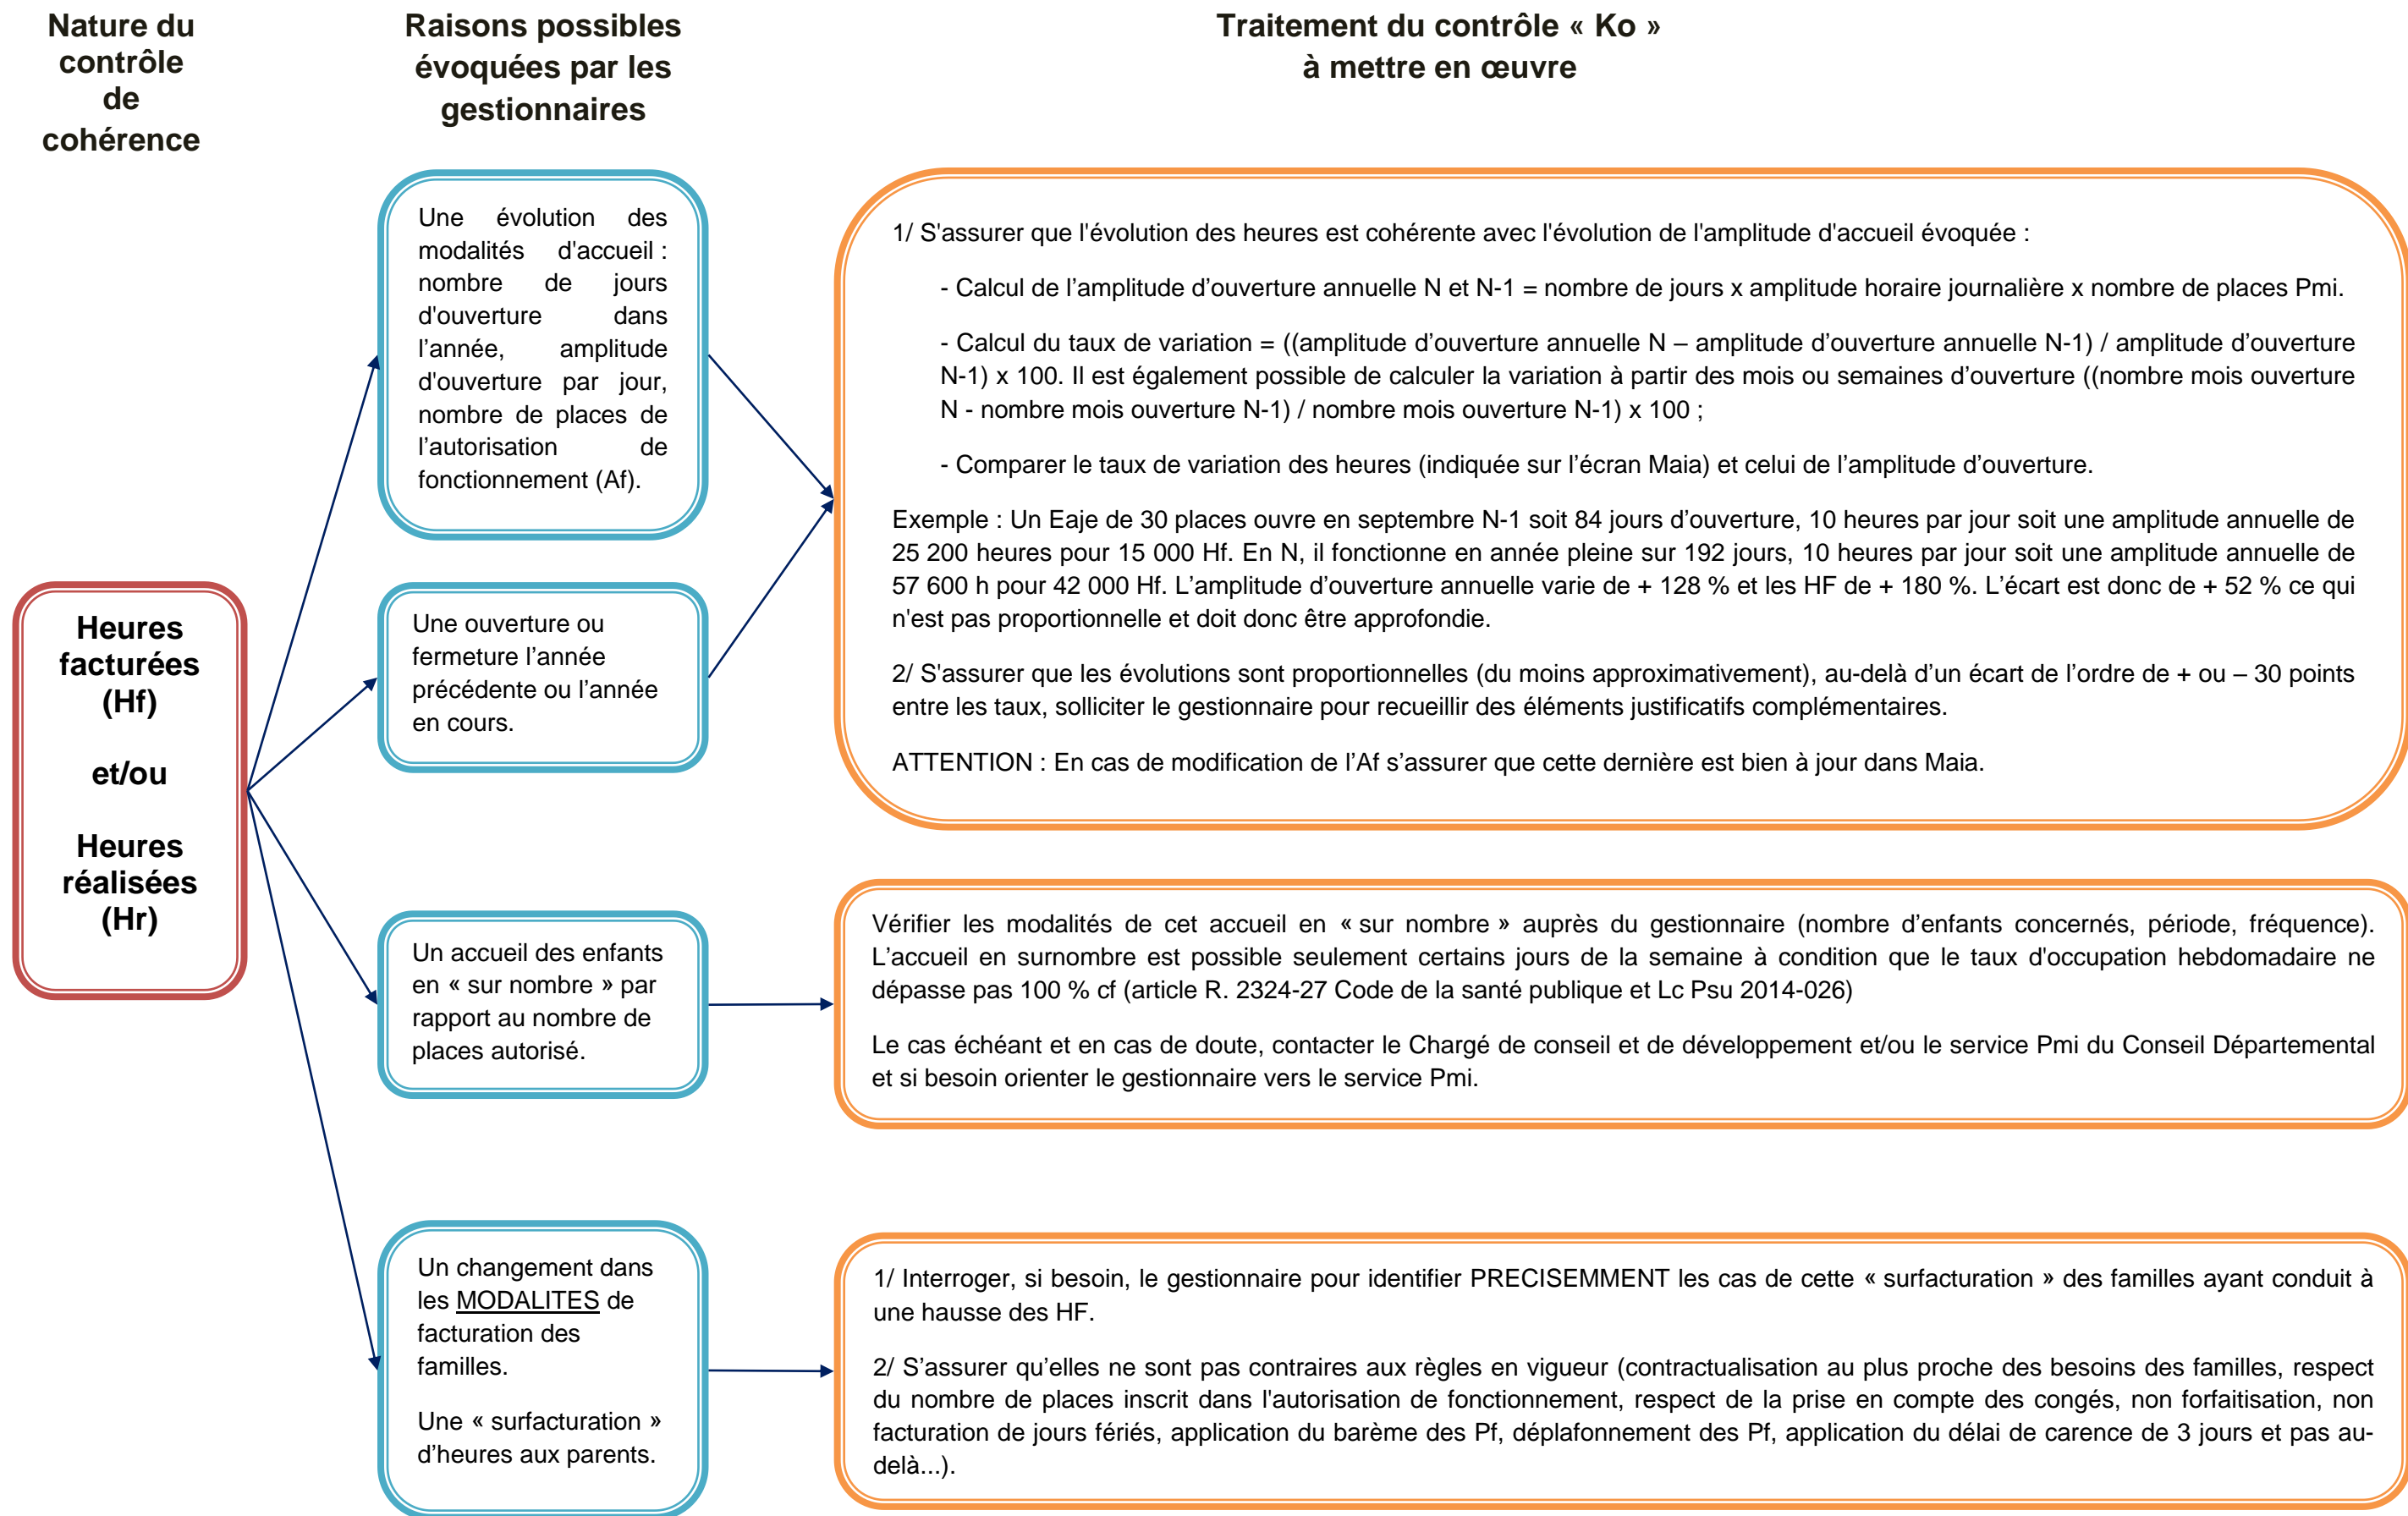 Nature du
contrôle
de
cohérence
Raisons possibles
évoquées par les
gestionnaires
Traitement du contrôle « Ko »
à mettre en œuvre
Heures
facturées
(Hf)
et/ou
Heures
réalisées
(Hr)
Une évolution des
modalités d'accueil :
nombre de jours
d'ouverture dans
l'année, amplitude
d'ouverture par jour,
nombre de places de
l'autorisation de
fonctionnement (Af).
Une ouverture ou
fermeture l'année
précédente ou l'année
en cours.
1/ S'assurer que l'évolution des heures est cohérente avec l'évolution de l'amplitude d'accueil évoquée :
- Calcul de l'amplitude d'ouverture annuelle N et N-1 = nombre de jours x amplitude horaire journalière x nombre de places Pmi.
- Calcul du taux de variation = ((amplitude d'ouverture annuelle N – amplitude d'ouverture annuelle N-1) / amplitude d'ouverture
N-1) x 100. Il est également possible de calculer la variation à partir des mois ou semaines d'ouverture ((nombre mois ouverture
N - nombre mois ouverture N-1) / nombre mois ouverture N-1) x 100 ;
- Comparer le taux de variation des heures (indiquée sur l'écran Maia) et celui de l'amplitude d'ouverture.
Exemple : Un Eaje de 30 places ouvre en septembre N-1 soit 84 jours d'ouverture, 10 heures par jour soit une amplitude annuelle de
25 200 heures pour 15 000 Hf. En N, il fonctionne en année pleine sur 192 jours, 10 heures par jour soit une amplitude annuelle de
57 600 h pour 42 000 Hf. L'amplitude d'ouverture annuelle varie de + 128 % et les HF de + 180 %. L'écart est donc de + 52 % ce qui
n'est pas proportionnelle et doit donc être approfondie.
2/ S'assurer que les évolutions sont proportionnelles (du moins approximativement), au-delà d'un écart de l'ordre de + ou – 30 points
entre les taux, solliciter le gestionnaire pour recueillir des éléments justificatifs complémentaires.
ATTENTION : En cas de modification de l'Af s'assurer que cette dernière est bien à jour dans Maia.
Un accueil des enfants
en « sur nombre » par
rapport au nombre de
places autorisé.
Vérifier les modalités de cet accueil en « sur nombre » auprès du gestionnaire (nombre d'enfants concernés, période, fréquence).
L'accueil en surnombre est possible seulement certains jours de la semaine à condition que le taux d'occupation hebdomadaire ne
dépasse pas 100 % cf (article R. 2324-27 Code de la santé publique et Lc Psu 2014-026)
Le cas échéant et en cas de doute, contacter le Chargé de conseil et de développement et/ou le service Pmi du Conseil Départemental
et si besoin orienter le gestionnaire vers le service Pmi.
Un changement dans
les MODALITES de
facturation des
familles.
Une « surfacturation »
d'heures aux parents.
1/ Interroger, si besoin, le gestionnaire pour identifier PRECISEMMENT les cas de cette « surfacturation » des familles ayant conduit à
une hausse des HF.
2/ S'assurer qu'elles ne sont pas contraires aux règles en vigueur (contractualisation au plus proche des besoins des familles, respect
du nombre de places inscrit dans l'autorisation de fonctionnement, respect de la prise en compte des congés, non forfaitisation, non
facturation de jours fériés, application du barème des Pf, déplafonnement des Pf, application du délai de carence de 3 jours et pas au-
delà...).